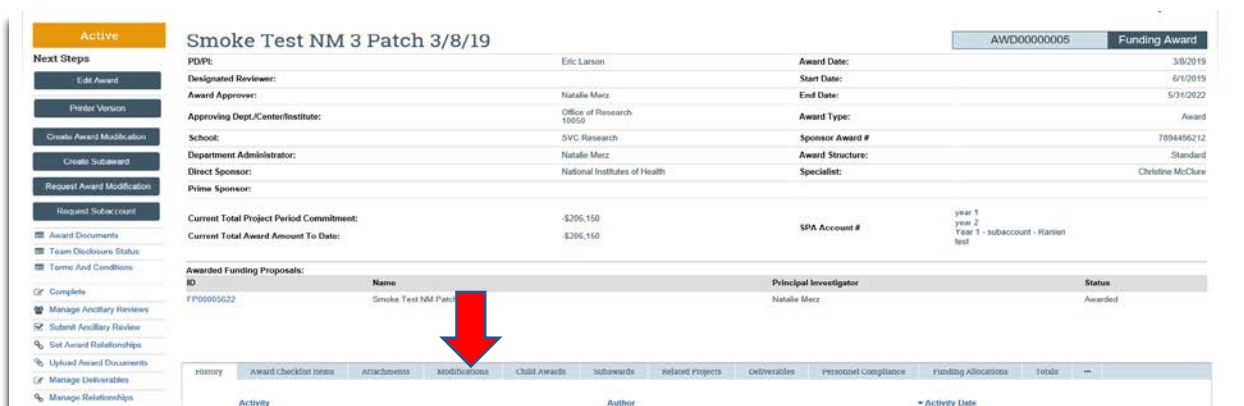 Active
Smoke Test NM 3 Patch 3/8/19
AWD00000005
Funding Award
Next Steps
Edit Award
Printer Version
Create Award Modification
Create Subaward
Request Award Modification
Request Subaccount
Award Documents
Team Disclosure Status
Terms And Conditions
Complete
Manage Ancillary Reviews
Submit Ancillary Review
Set Award Relationships
Upload Award Documents
Manage Deliverables
Manage Relationships
PD/PI: Eric Larson Award Date: 3/8/2019
Designated Reviewer: Start Date: 6/1/2019
Award Approver: Natalie Merz End Date: 5/31/2022
Approving Dept./Center/Institute: Office of Research 10050 Award Type: Award
School: SVC Research Sponsor Award # 7894456212
Department Administrator: Natalie Merz Award Structure: Standard
Direct Sponsor: National Institutes of Health Specialist: Christine McClure
Prime Sponsor:
Current Total Project Period Commitment: -$206,150
Current Total Award Amount To Date: -$206,150
SPA Account #
year 1
year 2
Year 1 - subaccount - Ranieri
test
Awarded Funding Proposals:
ID Name Principal Investigator Status
FP00005622 Smoke Test NM Patch Natalie Merz Awarded
History Award Checklist Items Attachments Modifications Child Awards Subawards Related Projects Deliverables Personnel Compliance Funding Allocations Totals ...
Activity Author Activity Date